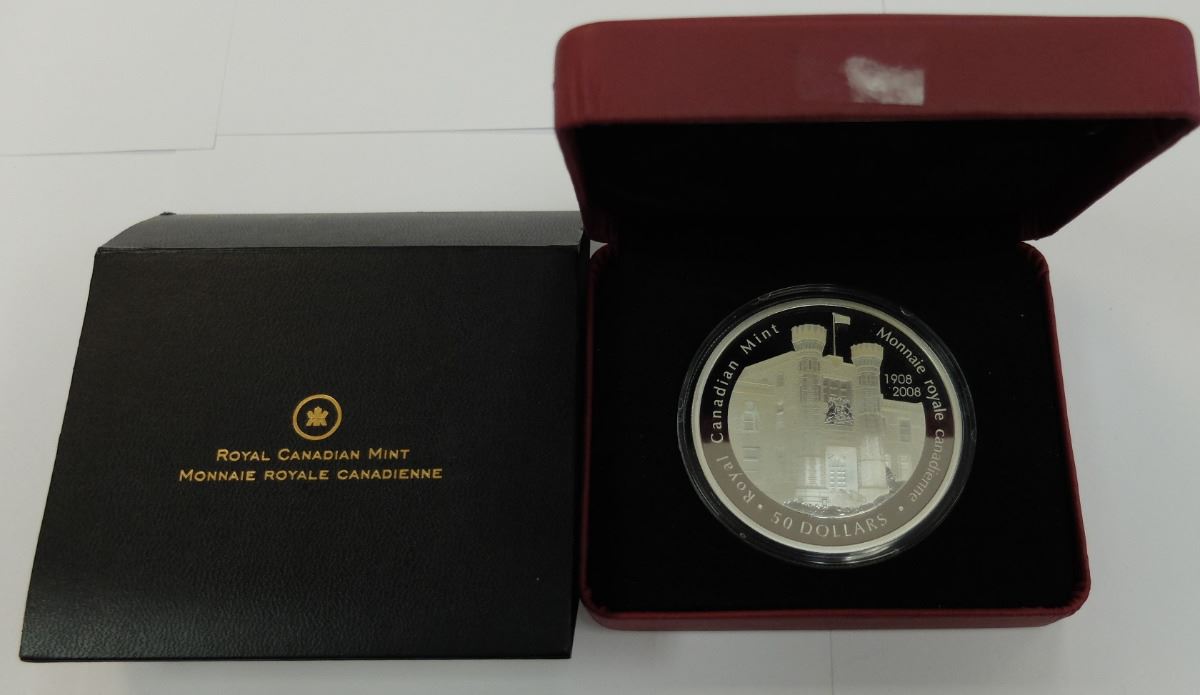 ROYAL CANADIAN MINT
MONNAIE ROYALE CANADIENNE
Royal Canadian Mint
Monnaie royale canadienne
1908
2008
• 50 DOLLARS •